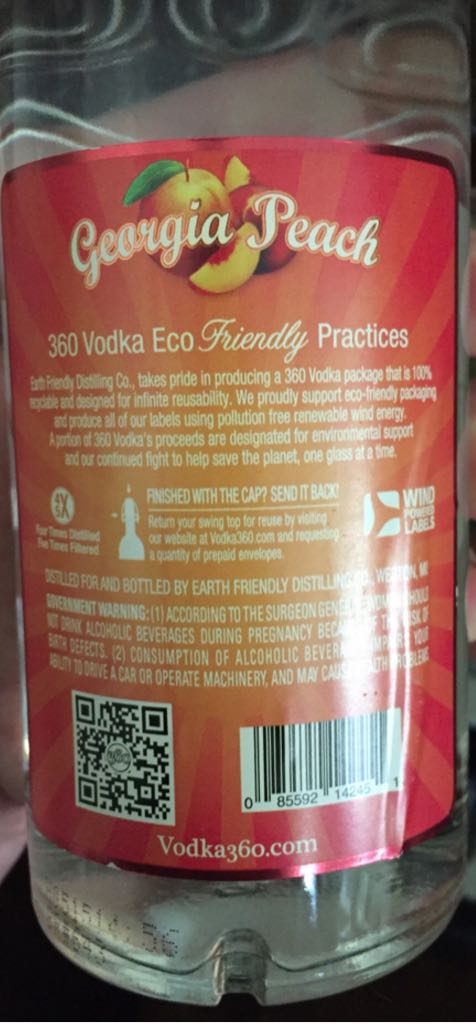 Georgia Peach
360 Vodka Eco Friendly Practices
Earth Friendly Distilling Co., takes pride in producing a 360 Vodka package that is 100%
recyclable and designed for infinite reusability. We proudly support eco-friendly packaging
and produce all of our labels using pollution free renewable wind energy.
A portion of 360 Vodka's proceeds are designated for environmental support
and our continued fight to help save the planet, one glass at a time.
4X
5X
Four Times Distilled
Five Times Filtered
FINISHED WITH THE CAP? SEND IT BACK!
Return your swing top for reuse by visiting
our website at Vodka360.com and requesting
a quantity of prepaid envelopes.
WIND
POWERED
LABELS
DISTILLED FOR AND BOTTLED BY EARTH FRIENDLY DISTILLING CO., WESTON, MI
GOVERNMENT WARNING: (1) ACCORDING TO THE SURGEON GENE WOM SHOULD
NOT DRINK ALCOHOLIC BEVERAGES DURING PREGNANCY BECAUSE OF THE RISK OF
BIRTH DEFECTS. (2) CONSUMPTION OF ALCOHOLIC BEVERA IMPAIRS YOUR
ABILITY TO DRIVE A CAR OR OPERATE MACHINERY, AND MAY CAUSE HEALTH PROBLEMS
0 85592 14245 1
Vodka360.com